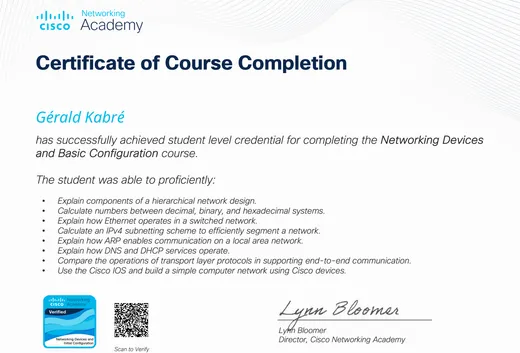 CISCO
Networking
Academy
Certificate of Course Completion
Gérald Kabré
has successfully achieved student level credential for completing the Networking Devices
and Basic Configuration course.
The student was able to proficiently:
• Explain components of a hierarchical network design.
• Calculate numbers between decimal, binary, and hexadecimal systems.
• Explain how Ethernet operates in a switched network.
• Calculate an IPv4 subnetting scheme to efficiently segment a network.
• Explain how ARP enables communication on a local area network.
• Explain how DNS and DHCP services operate.
• Compare the operations of transport layer protocols in supporting end-to-end communication.
• Use the Cisco IOS and build a simple computer network using Cisco devices.
CISCO
Networking
Academy
Verified
Networking Devices and
Initial Configuration
Scan to Verify
Lynn Bloomer
Lynn Bloomer
Director, Cisco Networking Academy